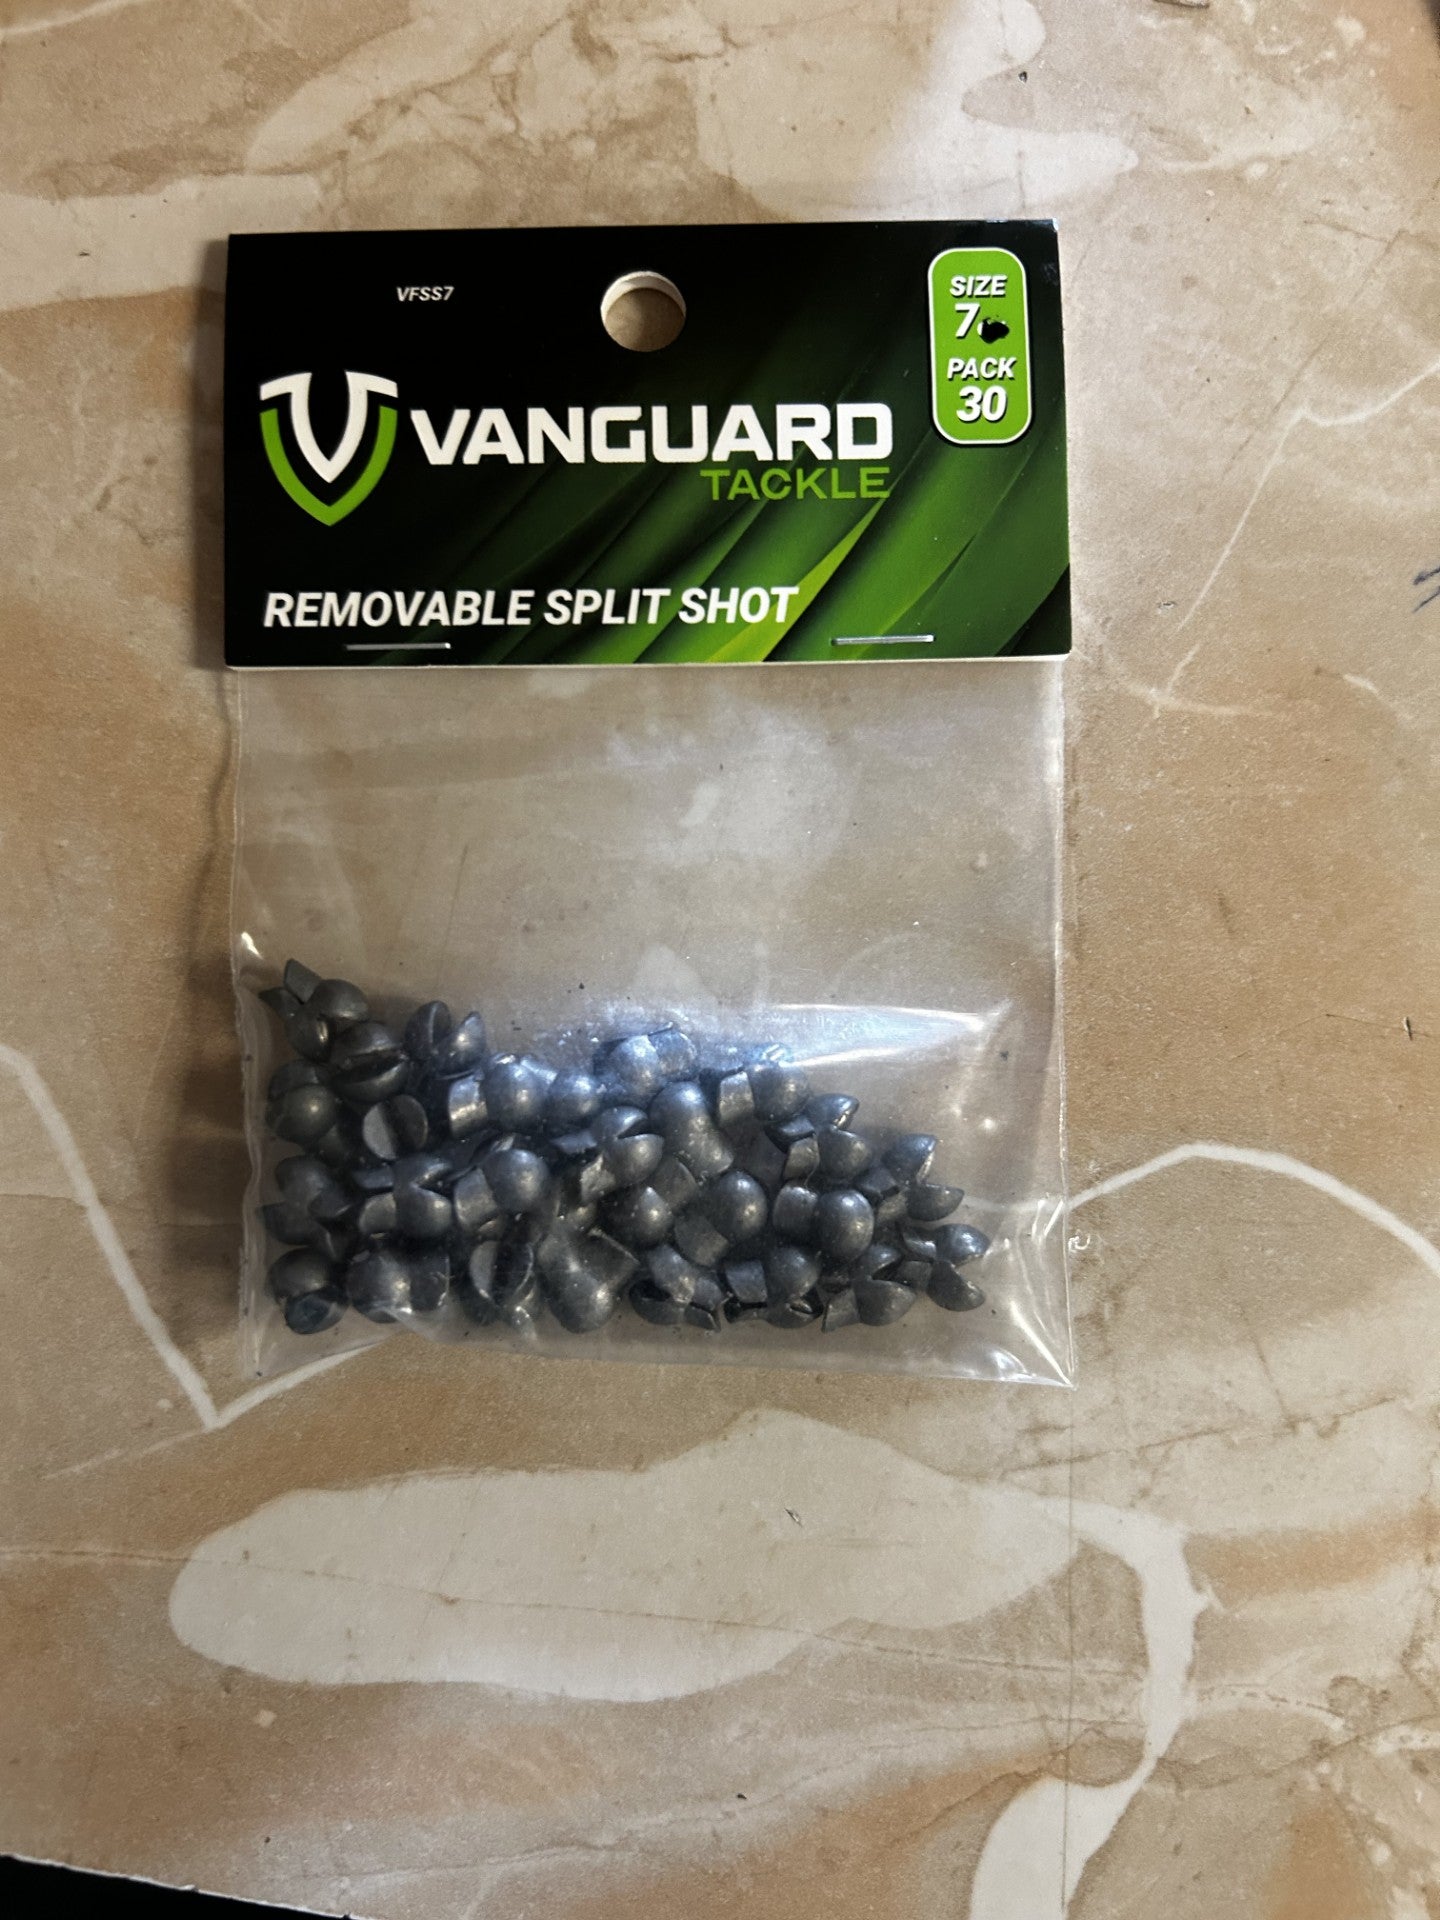 VFSS7
SIZE
7
PACK
30
VANGUARD
TACKLE
REMOVABLE SPLIT SHOT